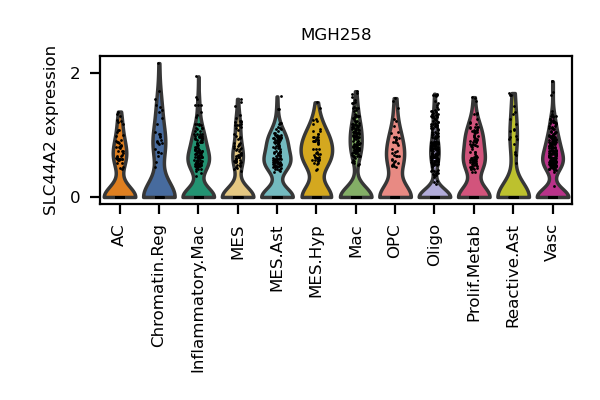 MGH258
SLC44A2 expression
2
0
AC
Chromatin.Reg
Inflammatory.Mac
MES
MES.Ast
MES.Hyp
Mac
OPC
Oligo
Prolif.Metab
Reactive.Ast
Vasc